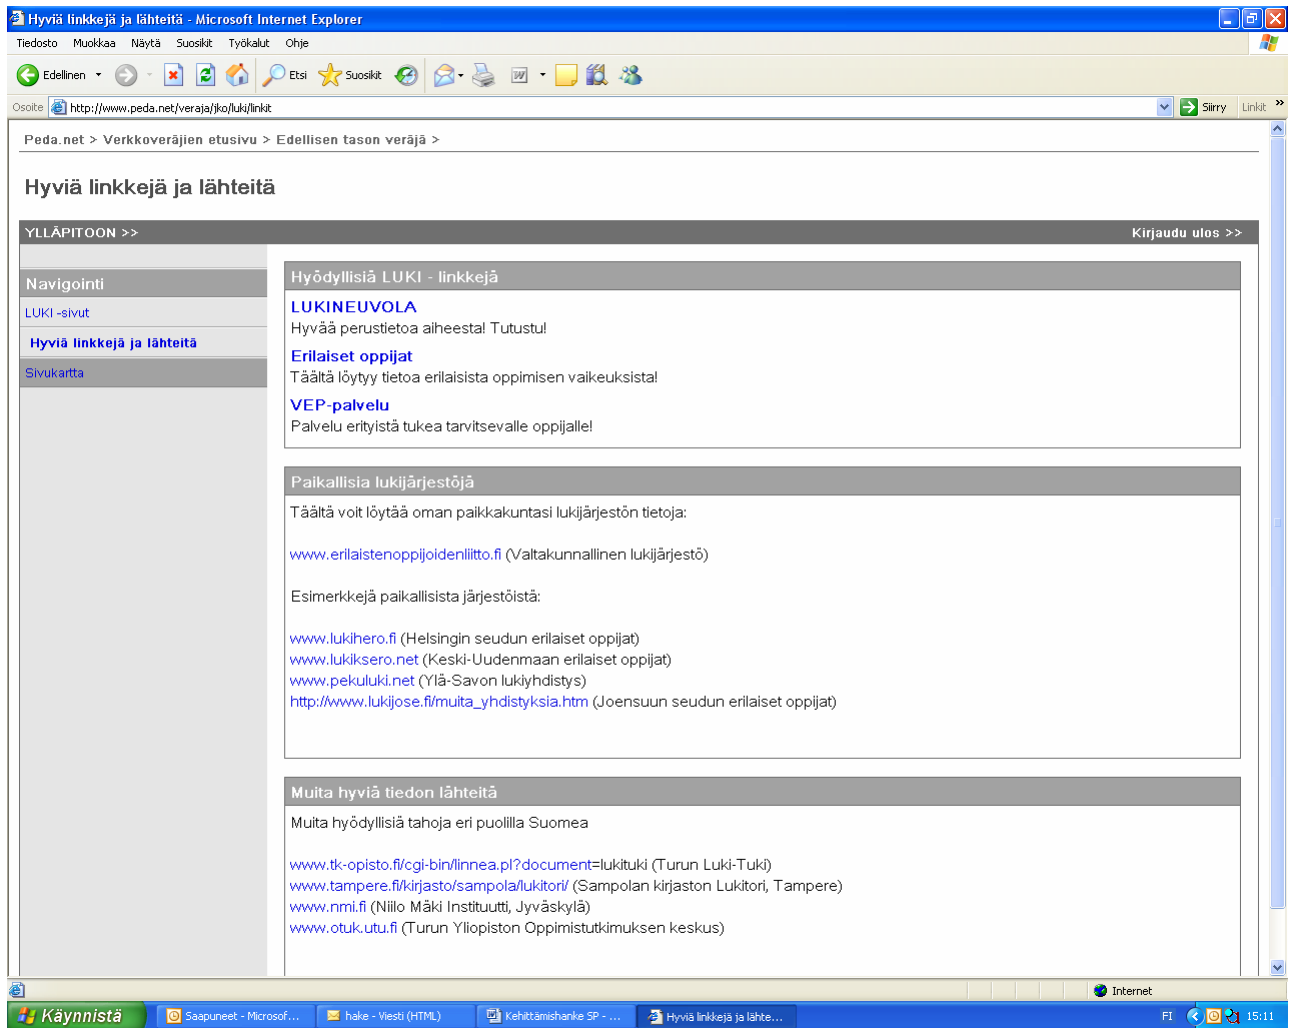 Hyviä linkkejä ja lähteitä - Microsoft Internet Explorer
Tiedosto Muokkaa Näytä Suosikit Työkalut Ohje
Edellinen Etsi Suosikit
Osoite http://www.peda.net/veraja/jko/luki/linkit Siirry Linkit »
Peda.net > Verkkoveräjien etusivu > Edellisen tason veräjä >
Hyviä linkkejä ja lähteitä
YLLÄPITOON >> Kirjaudu ulos >>
Navigointi
LUKI -sivut
Hyviä linkkejä ja lähteitä
Sivukartta
Hyödyllisiä LUKI - linkkejä
LUKINEUVOLA
Hyvää perustietoa aiheesta! Tutustu!
Erilaiset oppijat
Täältä löytyy tietoa erilaisista oppimisen vaikeuksista!
VEP-palvelu
Palvelu erityistä tukea tarvitsevalle oppijalle!
Paikallisia lukijärjestöjä
Täältä voit löytää oman paikkakuntasi lukijärjestön tietoja:
www.erilaistenoppijoidenliitto.fi (Valtakunnallinen lukijärjestö)
Esimerkkejä paikallisista järjestöistä:
www.lukihero.fi (Helsingin seudun erilaiset oppijat)
www.lukiksero.net (Keski-Uudenmaan erilaiset oppijat)
www.pekuluki.net (Ylä-Savon lukiyhdistys)
http://www.lukijose.fi/muita_yhdistyksia.htm (Joensuun seudun erilaiset oppijat)
Muita hyviä tiedon lähteitä
Muita hyödyllisiä tahoja eri puolilla Suomea
www.tk-opisto.fi/cgi-bin/linnea.pl?document=lukituki (Turun Luki-Tuki)
www.tampere.fi/kirjasto/sampola/lukitori/ (Sampolan kirjaston Lukitori, Tampere)
www.nmi.fi (Niilo Mäki Instituutti, Jyväskylä)
www.otuk.utu.fi (Turun Yliopiston Oppimistutkimuksen keskus)
Internet
Käynnistä Saapuneet - Microsof... hake - Viesti (HTML) Kehittämishanke SP - ... Hyviä linkkejä ja lähte... FI 15:11